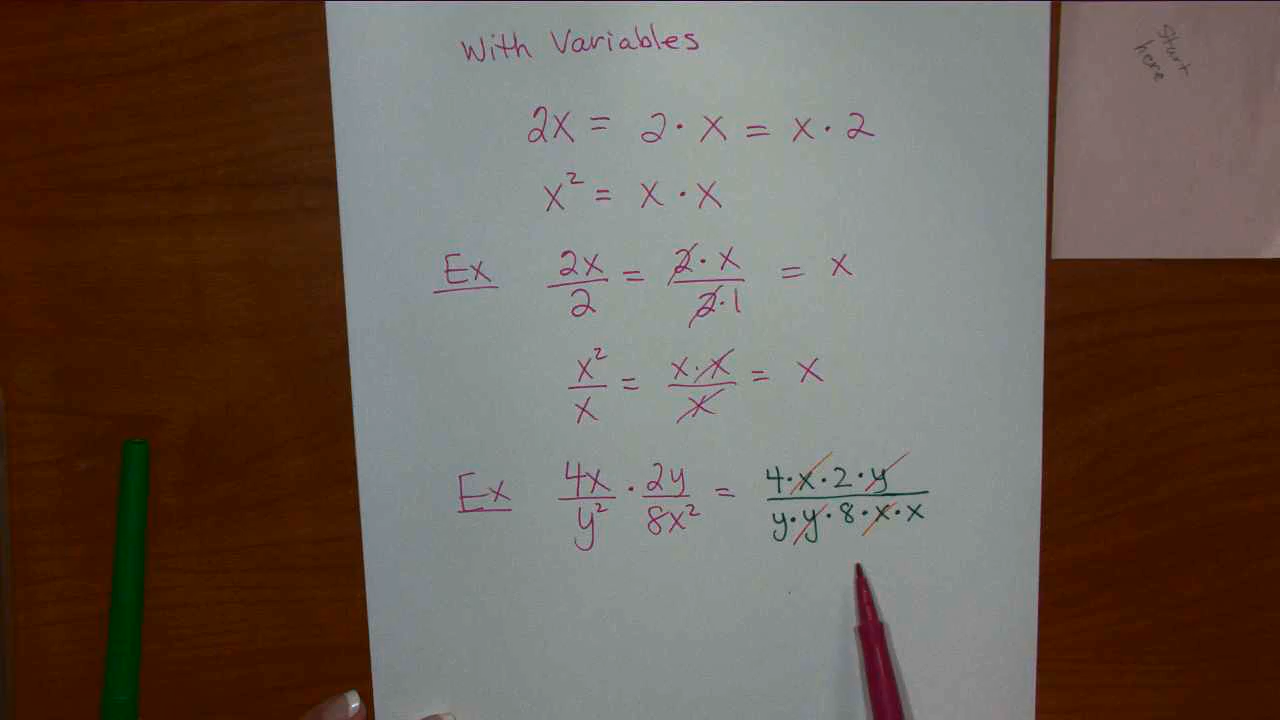 With Variables
Start
here
2x = 2 · x = x · 2
x² = x · x
Ex 2x/2 = 2·x/2·1 = x
x²/x = x·x/x = x
Ex 4x/y² · 2y/8x² = 4·x·2·y/y·y·8·x·x